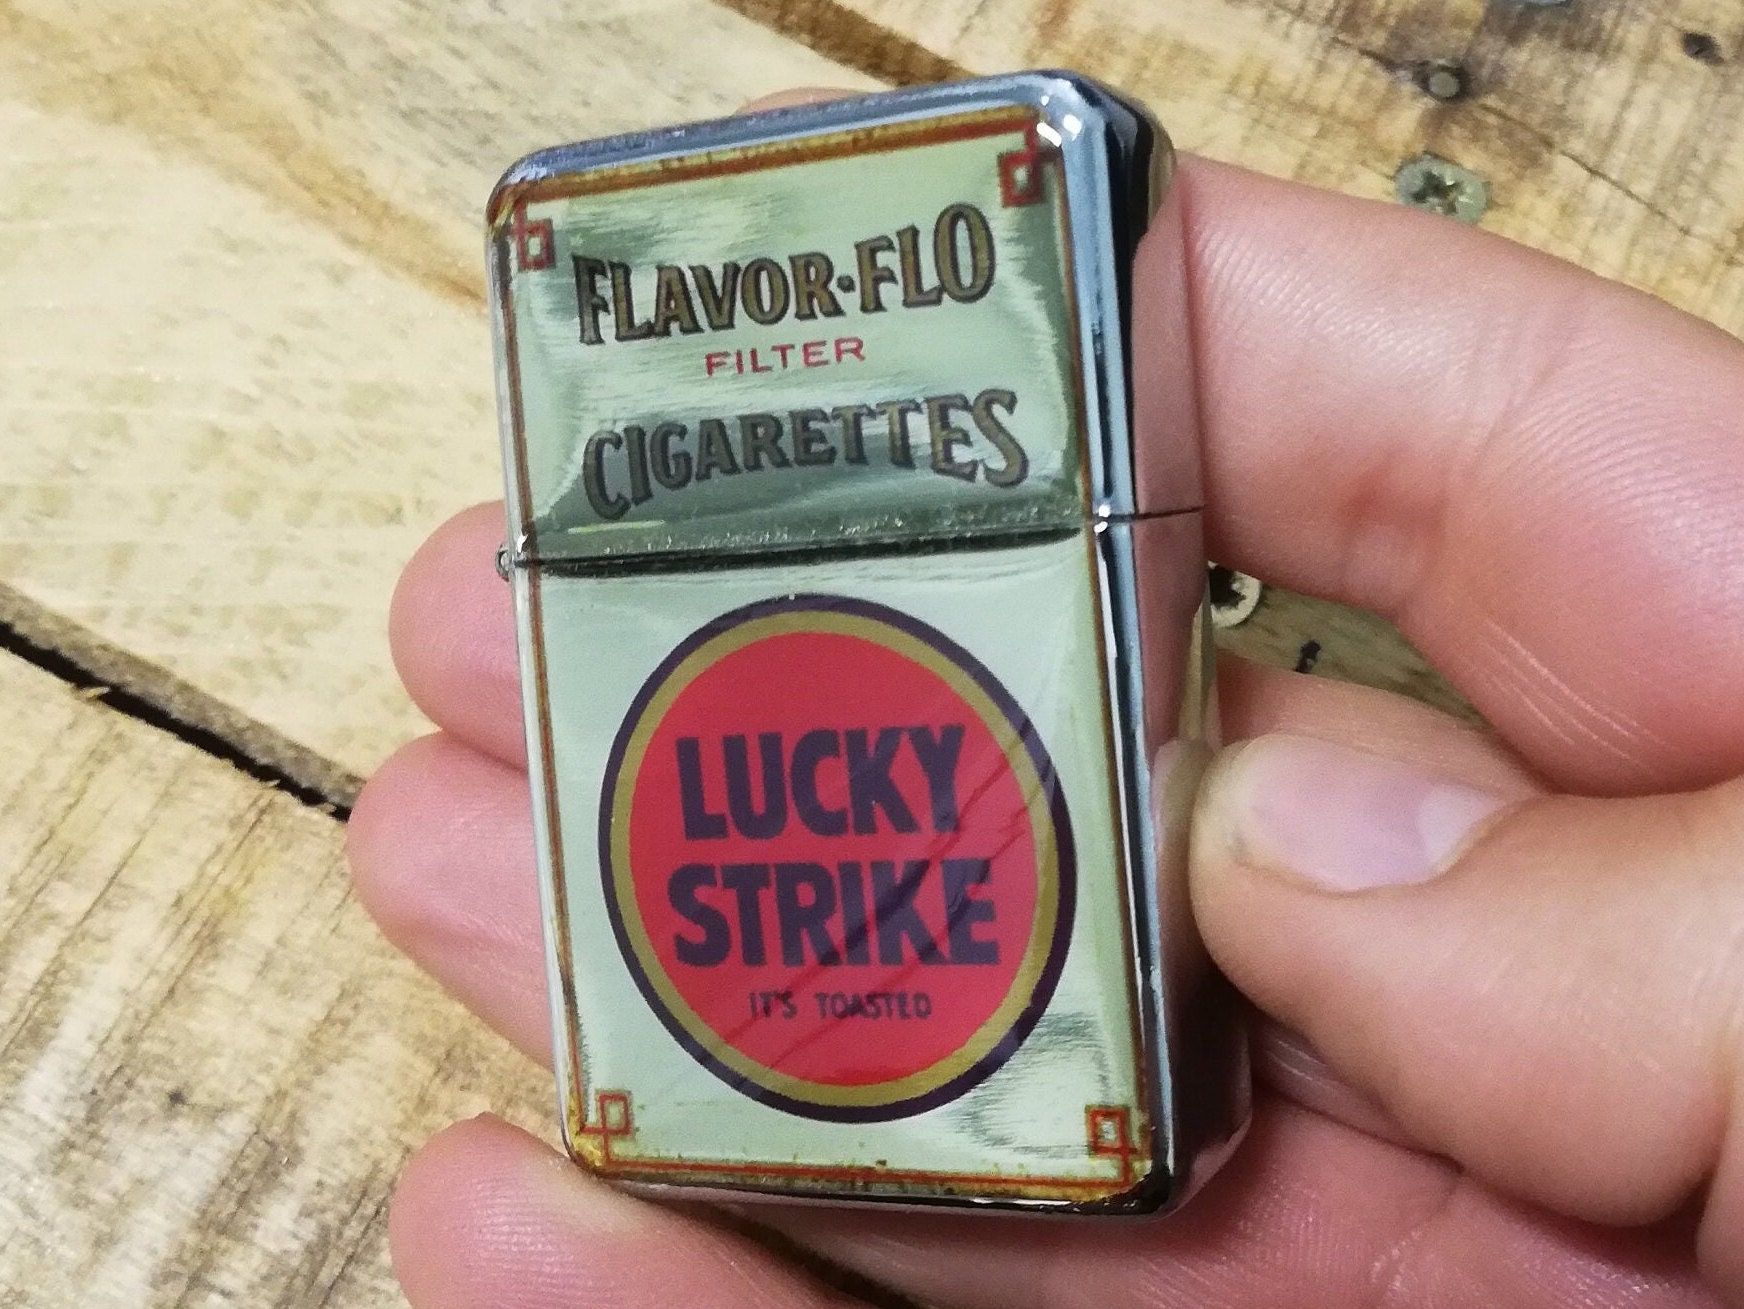 FLAVOR·FLO
FILTER
CIGARETTES
LUCKY
STRIKE
IT'S TOASTED